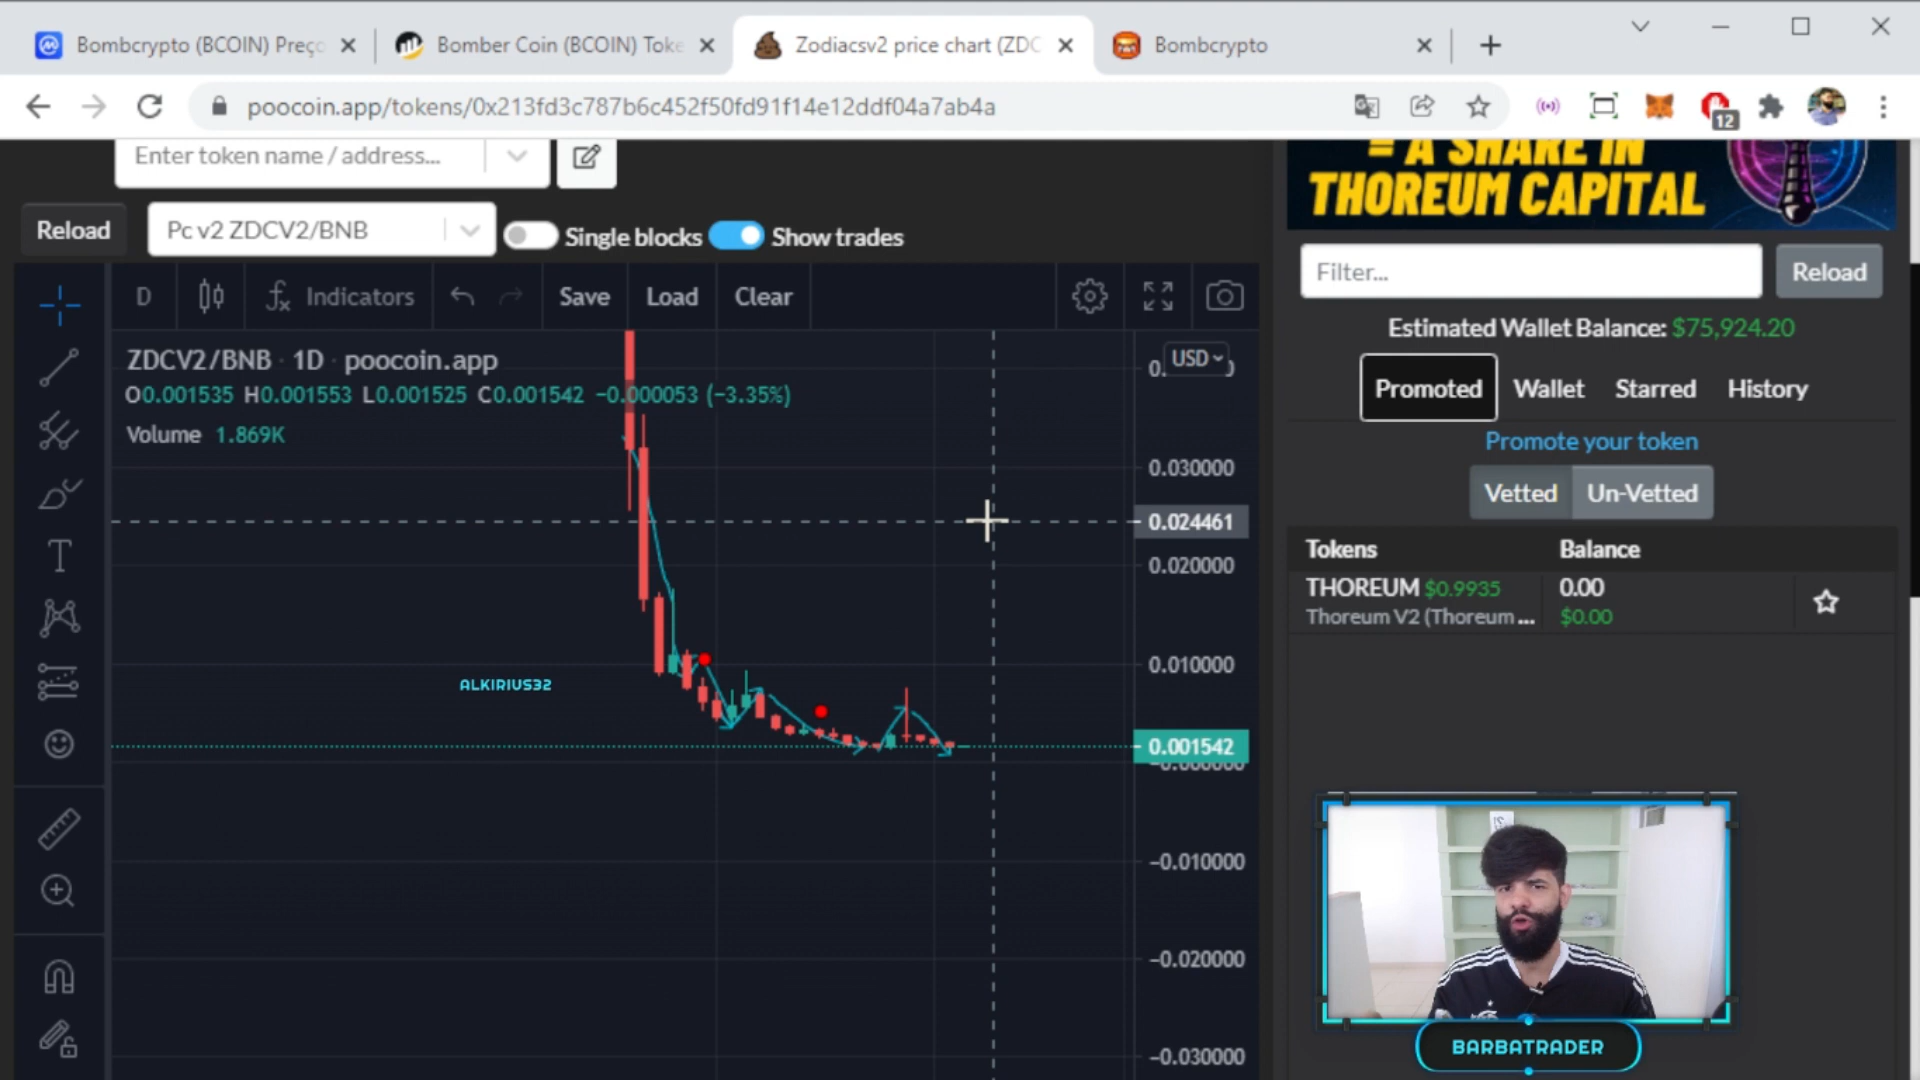 Bombcrypto (BCOIN) Preço
Bomber Coin (BCOIN) Toke
Zodiacsv2 price chart (ZDC
Bombcrypto
poocoin.app/tokens/0x213fd3c787b6c452f50fd91f14e12ddf04a7ab4a
12
Enter token name / address...
= A SHARE IN
THOREUM CAPITAL
Reload
Pc v2 ZDCV2/BNB
Single blocks
Show trades
Filter...
Reload
D
Indicators
Save
Load
Clear
Estimated Wallet Balance: $75,924.20
Promoted
Wallet
Starred
History
Promote your token
Vetted
Un-Vetted
Tokens
Balance
THOREUM $0.9935
0.00
Thoreum V2 (Thoreum ...
$0.00
ZDCV2/BNB · 1D · poocoin.app
O0.001535 H0.001553 L0.001525 C0.001542 −0.000053 (−3.35%)
Volume 1.869K
USD
0.030000
0.024461
0.020000
0.010000
0.001542
−0.010000
−0.020000
−0.030000
ALKIRIUS32
BARBATRADER